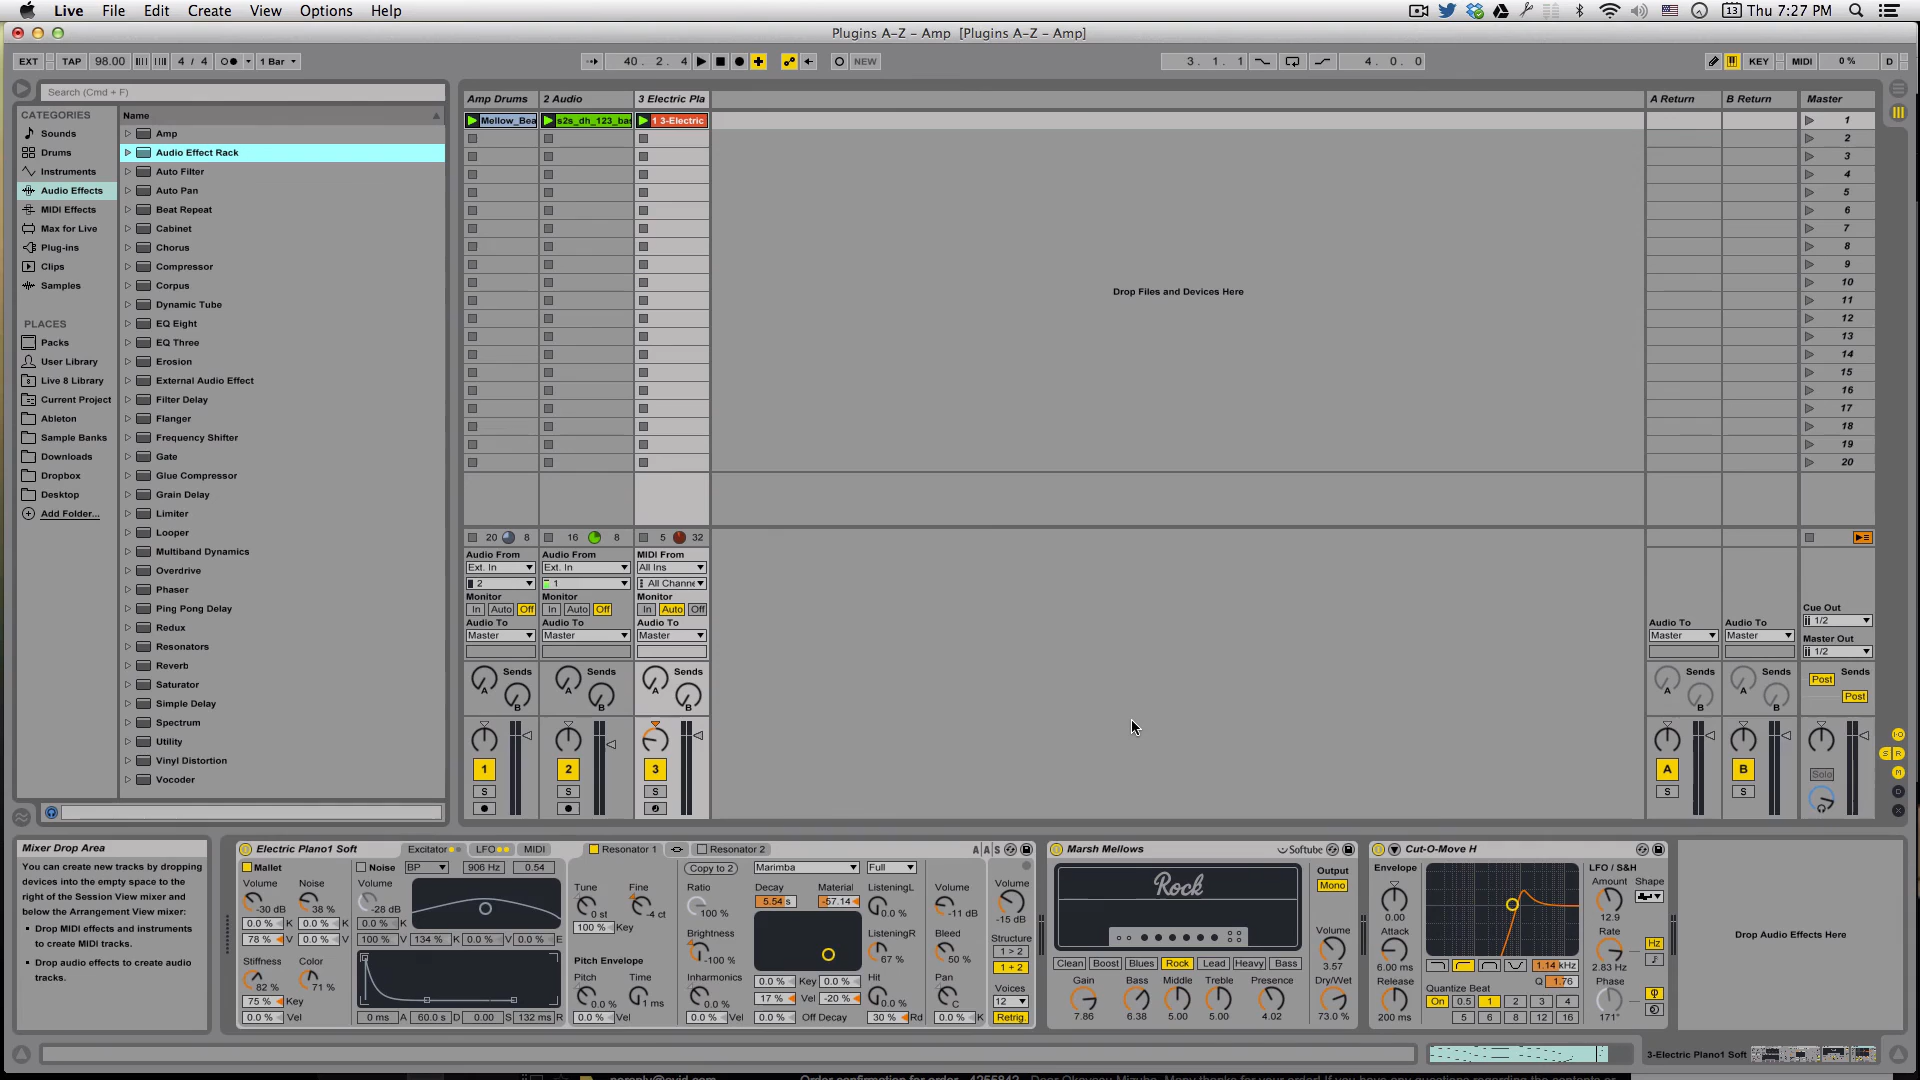 Live File Edit Create View Options Help
13 Thu 7:27 PM
Plugins A-Z - Amp [Plugins A-Z - Amp]
EXT TAP 98.00 4 / 4 1 Bar
40. 2. 4 NEW
3. 1. 1 4. 0. 0
KEY MIDI 0 % D
Search (Cmd + F)
CATEGORIES
Sounds
Drums
Instruments
Audio Effects
MIDI Effects
Max for Live
Plug-ins
Clips
Samples
PLACES
Packs
User Library
Live 8 Library
Current Project
Ableton
Sample Banks
Downloads
Dropbox
Desktop
Add Folder...
Name
Amp
Audio Effect Rack
Auto Filter
Auto Pan
Beat Repeat
Cabinet
Chorus
Compressor
Corpus
Dynamic Tube
EQ Eight
EQ Three
Erosion
External Audio Effect
Filter Delay
Flanger
Frequency Shifter
Gate
Glue Compressor
Grain Delay
Limiter
Looper
Multiband Dynamics
Overdrive
Phaser
Ping Pong Delay
Redux
Resonators
Reverb
Saturator
Simple Delay
Spectrum
Utility
Vinyl Distortion
Vocoder
Amp Drums 2 Audio 3 Electric Pla
Mellow_Bea s2s_dh_123_bas 1 3-Electric
Drop Files and Devices Here
A Return B Return Master
1
2
3
4
5
6
7
8
9
10
11
12
13
14
15
16
17
18
19
20
20 8 16 8 5 32
Audio From Audio From MIDI From
Ext. In Ext. In All Ins
2 1 All Channe
Monitor Monitor Monitor
In Auto Off In Auto Off In Auto Off
Audio To Audio To Audio To
Master Master Master
Sends Sends Sends
A B A B A B
1 2 3
S S S
Cue Out
1/2
Audio To Audio To Master Out
Master Master 1/2
Sends Sends Sends
A B A B Post Post
A B Solo
S S
Mixer Drop Area
You can create new tracks by dropping
devices into the empty space to the
right of the Session View mixer and
below the Arrangement View mixer:
Drop MIDI effects and instruments
to create MIDI tracks.
Drop audio effects to create audio
tracks.
Electric Piano1 Soft Excitator LFO MIDI Resonator 1 Resonator 2 A A S
Mallet Noise BP 906 Hz 0.54
Volume Noise Volume
-30 dB 38 % -28 dB
0.0 % K 0.0 % K 0.0 % K
78 % V 0.0 % V 100 % V 134 % K 0.0 % V 0.0 % E
Stiffness Color
82 % 71 %
75 % Key
0.0 % Vel 0 ms A 60.0 s D 0.00 S 132 ms R
Tune Fine
0 st -4 ct
100 % Key
Pitch Envelope
Pitch Time
0.0 % 1 ms
0.0 % Vel
Copy to 2 Marimba Full
Ratio Decay Material ListeningL
100 % 5.54 s -57.14 0.0 %
Brightness ListeningR
-100 % 67 %
Inharmonics Hit
0.0 % 0.0 % Key 0.0 % 0.0 %
17 % Vel -20 %
0.0 % Vel 0.0 % Off Decay 30 % Rd
Volume
-11 dB
Bleed
50 %
Pan
C
0.0 % K
Volume
-15 dB
Structure
1 > 2
1 + 2
Voices
12
Retrig.
Marsh Mellows Softube
Rock
Clean Boost Blues Rock Lead Heavy Bass
Gain Bass Middle Treble Presence
7.86 6.38 5.00 5.00 4.02
Output
Mono
Volume
3.57
Dry/Wet
73.0 %
Cut-O-Move H
Envelope
0.00
Attack
6.00 ms
Release
200 ms
1.14 kHz
Q 1.76
Quantize Beat
On 0.5 1 2 3 4
5 6 8 12 16
LFO / S&H
Amount Shape
12.9
Rate
2.83 Hz Hz
Phase
171°
Drop Audio Effects Here
3-Electric Piano1 Soft